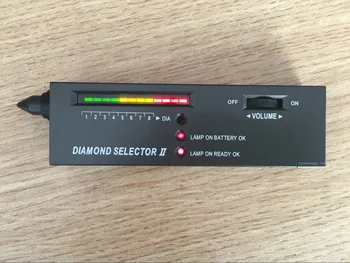 OFF ON
1 2 3 4 5 6 7 8 ▶ DIA
◀ VOLUME ▶
LAMP ON BATTERY OK
LAMP ON READY OK
DIAMOND SELECTOR II